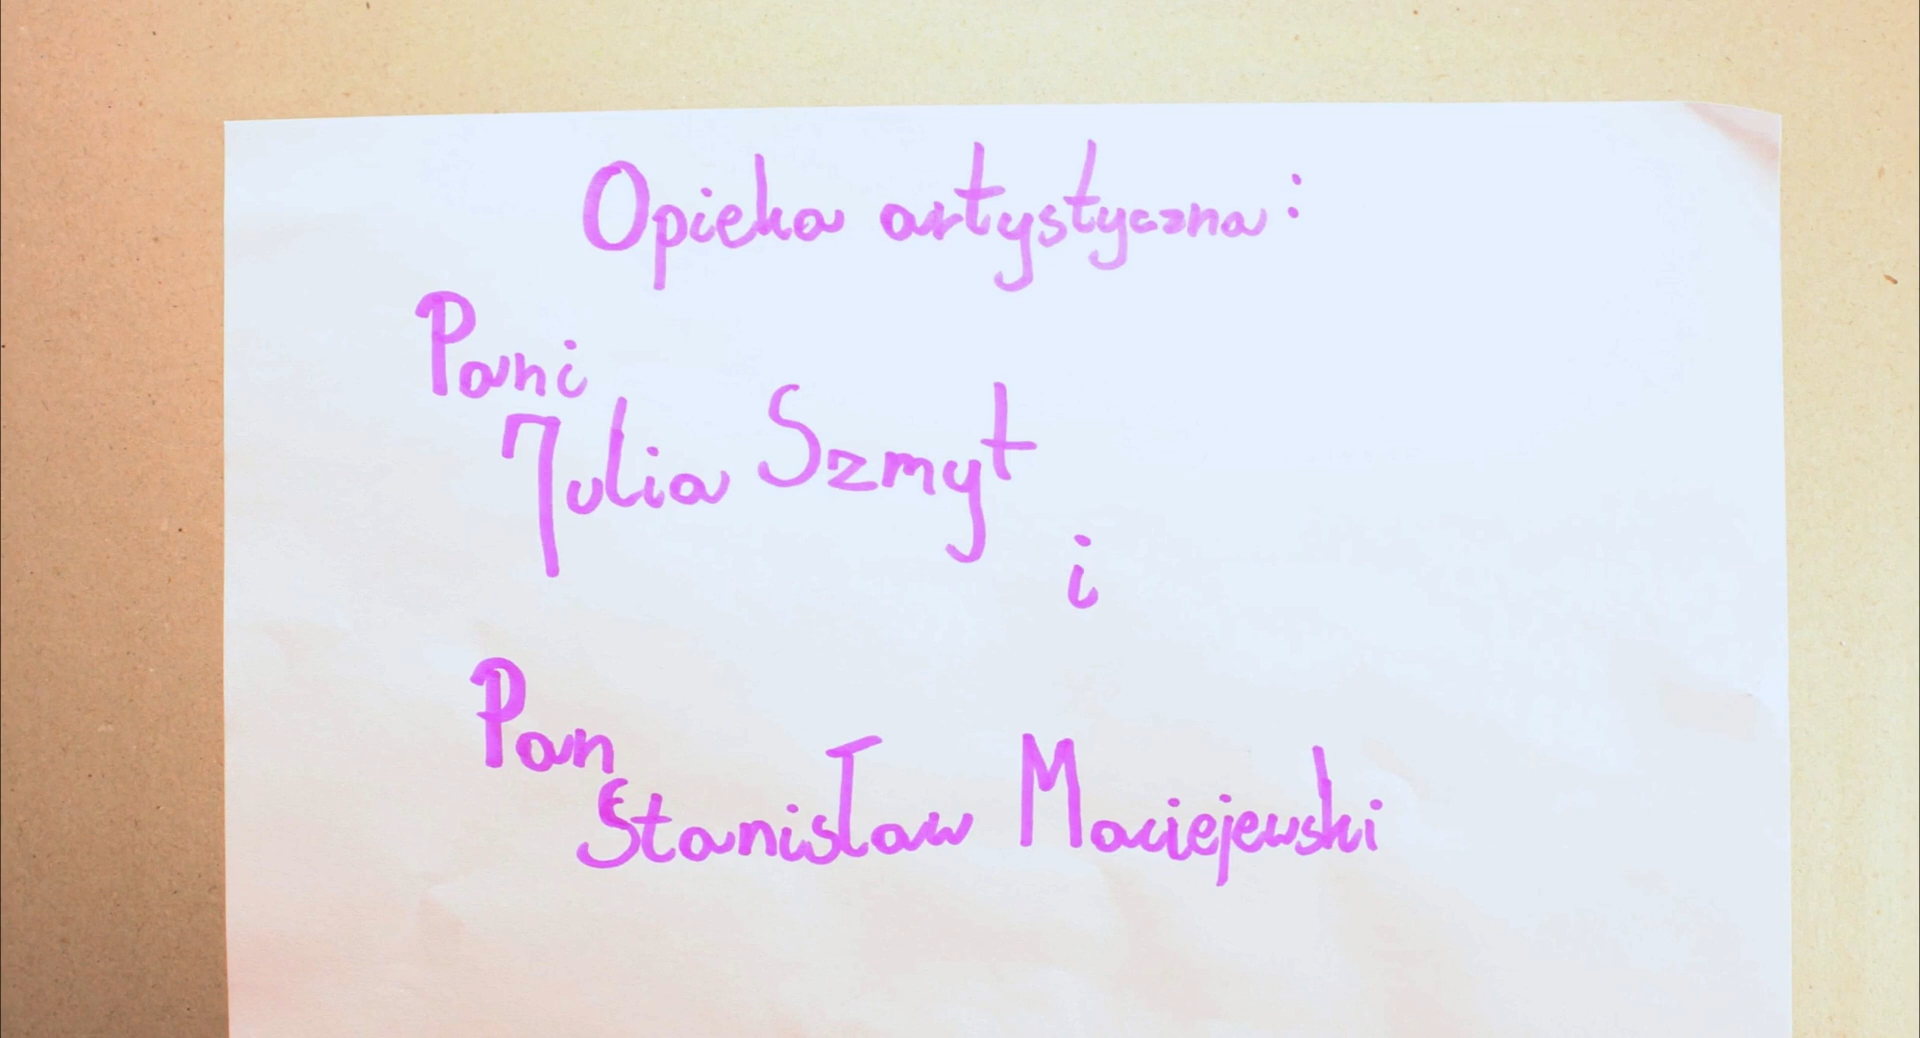 Opieka artystyczna:
Pani
Julia Szmyt
i
Pan
Stanisław Maciejewski